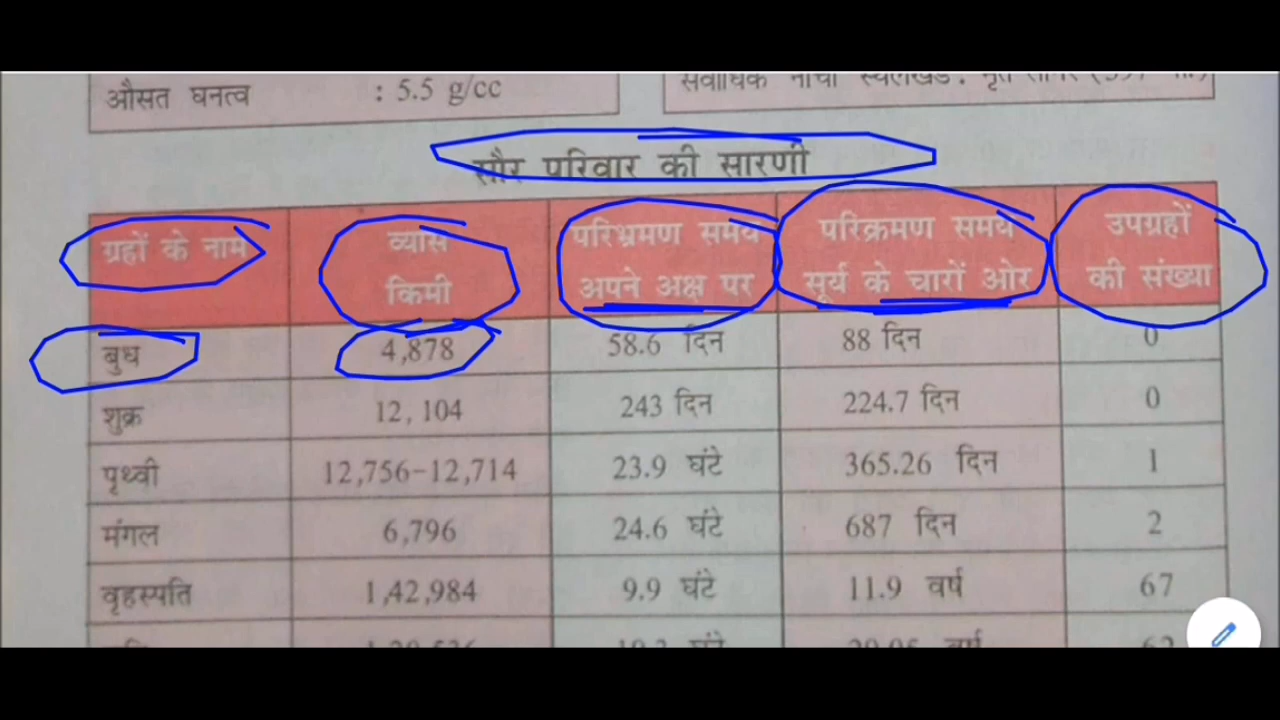 औसत घनत्व : 5.5 g/cc
सौर परिवार की सारणी
ग्रहों के नाम व्यास किमी परिभ्रमण समय अपने अक्ष पर परिक्रमण समय सूर्य के चारों ओर उपग्रहों की संख्या
बुध 4,878 58.6 दिन 88 दिन 0
शुक्र 12,104 243 दिन 224.7 दिन 0
पृथ्वी 12,756-12,714 23.9 घंटे 365.26 दिन 1
मंगल 6,796 24.6 घंटे 687 दिन 2
वृहस्पति 1,42,984 9.9 घंटे 11.9 वर्ष 67